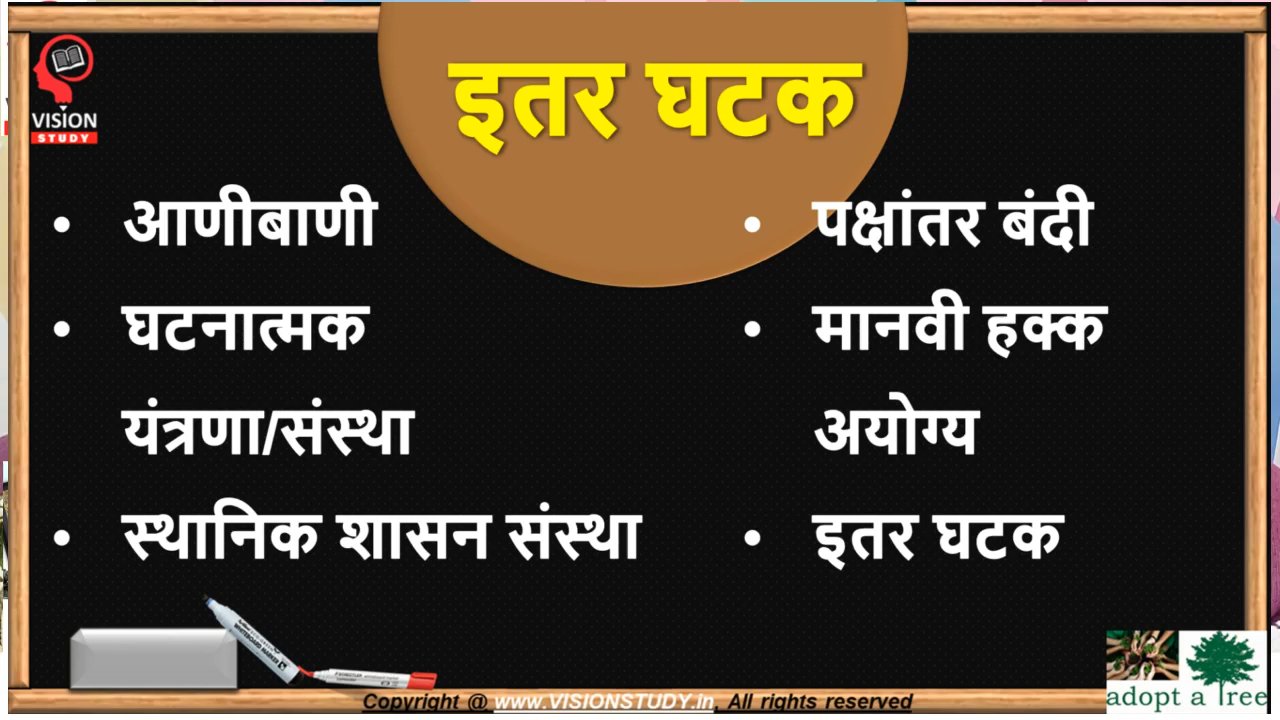 VISION
STUDY
इतर घटक
• आणीबाणी
• घटनात्मक
यंत्रणा/संस्था
• स्थानिक शासन संस्था
• पक्षांतर बंदी
• मानवी हक्क
अयोग्य
• इतर घटक
Copyright @ www.VISIONSTUDY.in, All rights reserved
adopt a Tree